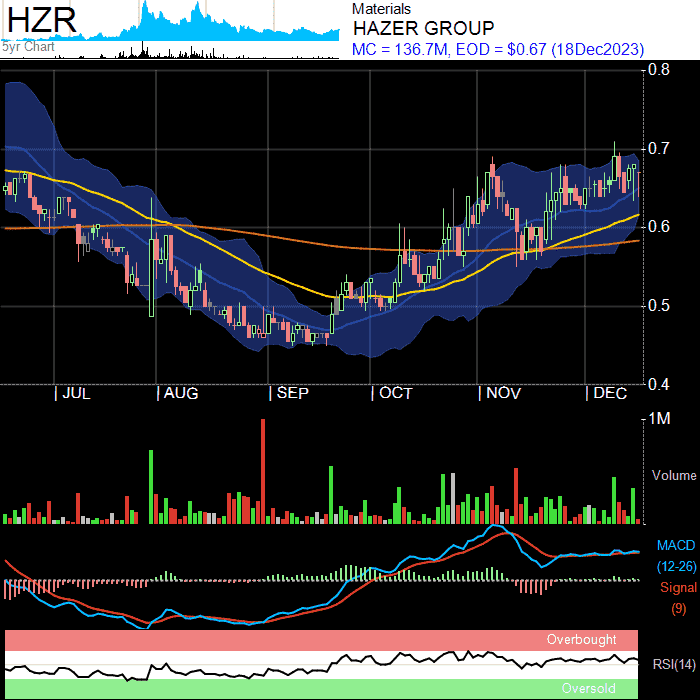 HZR
5yr Chart
Materials
HAZER GROUP
MC = 136.7M, EOD = $0.67 (18Dec2023)
0.8
0.7
0.6
0.5
0.4
JUL AUG SEP OCT NOV DEC
1M
Volume
MACD
(12-26)
Signal
(9)
Overbought
RSI(14)
Oversold